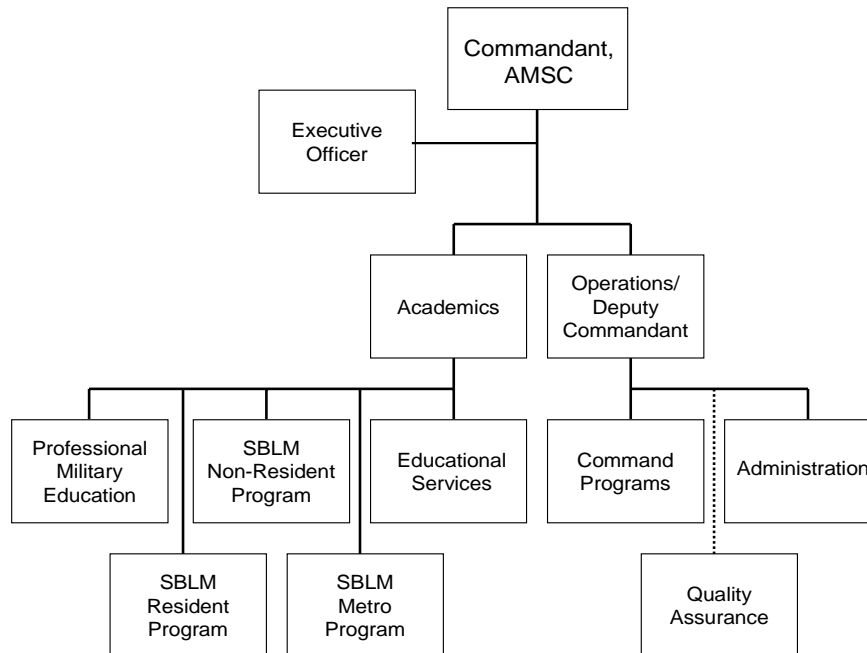 Commandant,
AMSC
Executive
Officer
Academics
Operations/
Deputy
Commandant
Professional
Military
Education
SBLM
Non-Resident
Program
Educational
Services
Command
Programs
Administration
SBLM
Resident
Program
SBLM
Metro
Program
Quality
Assurance